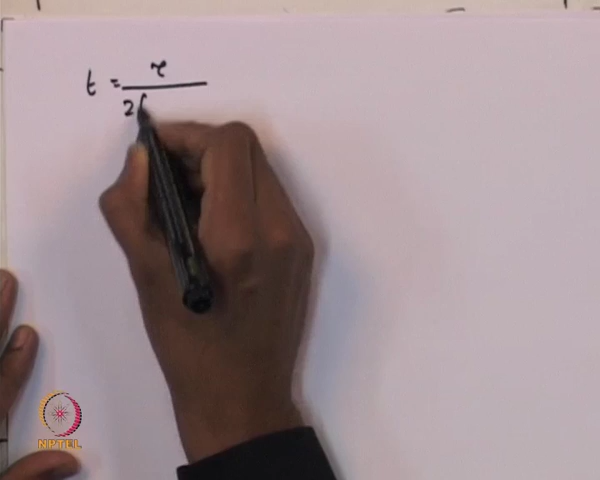 t = τ / 2(
NPTEL